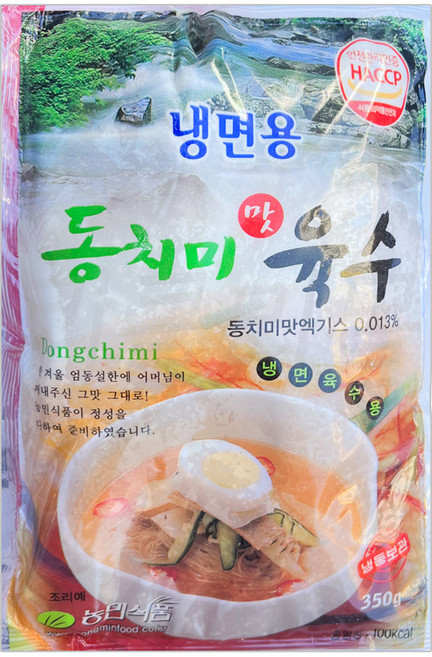 안전관리인증
HACCP
냉면용
동치미 맛 육수
동치미맛엑기스 0.013%
Dongchimi
냉면육수용
겨울 엄동설한에 어머님이
내주신 그맛 그대로!
농민식품이 정성을
다하여 준비하였습니다.
냉동보관
350g
조리예
농민식품
100kcal